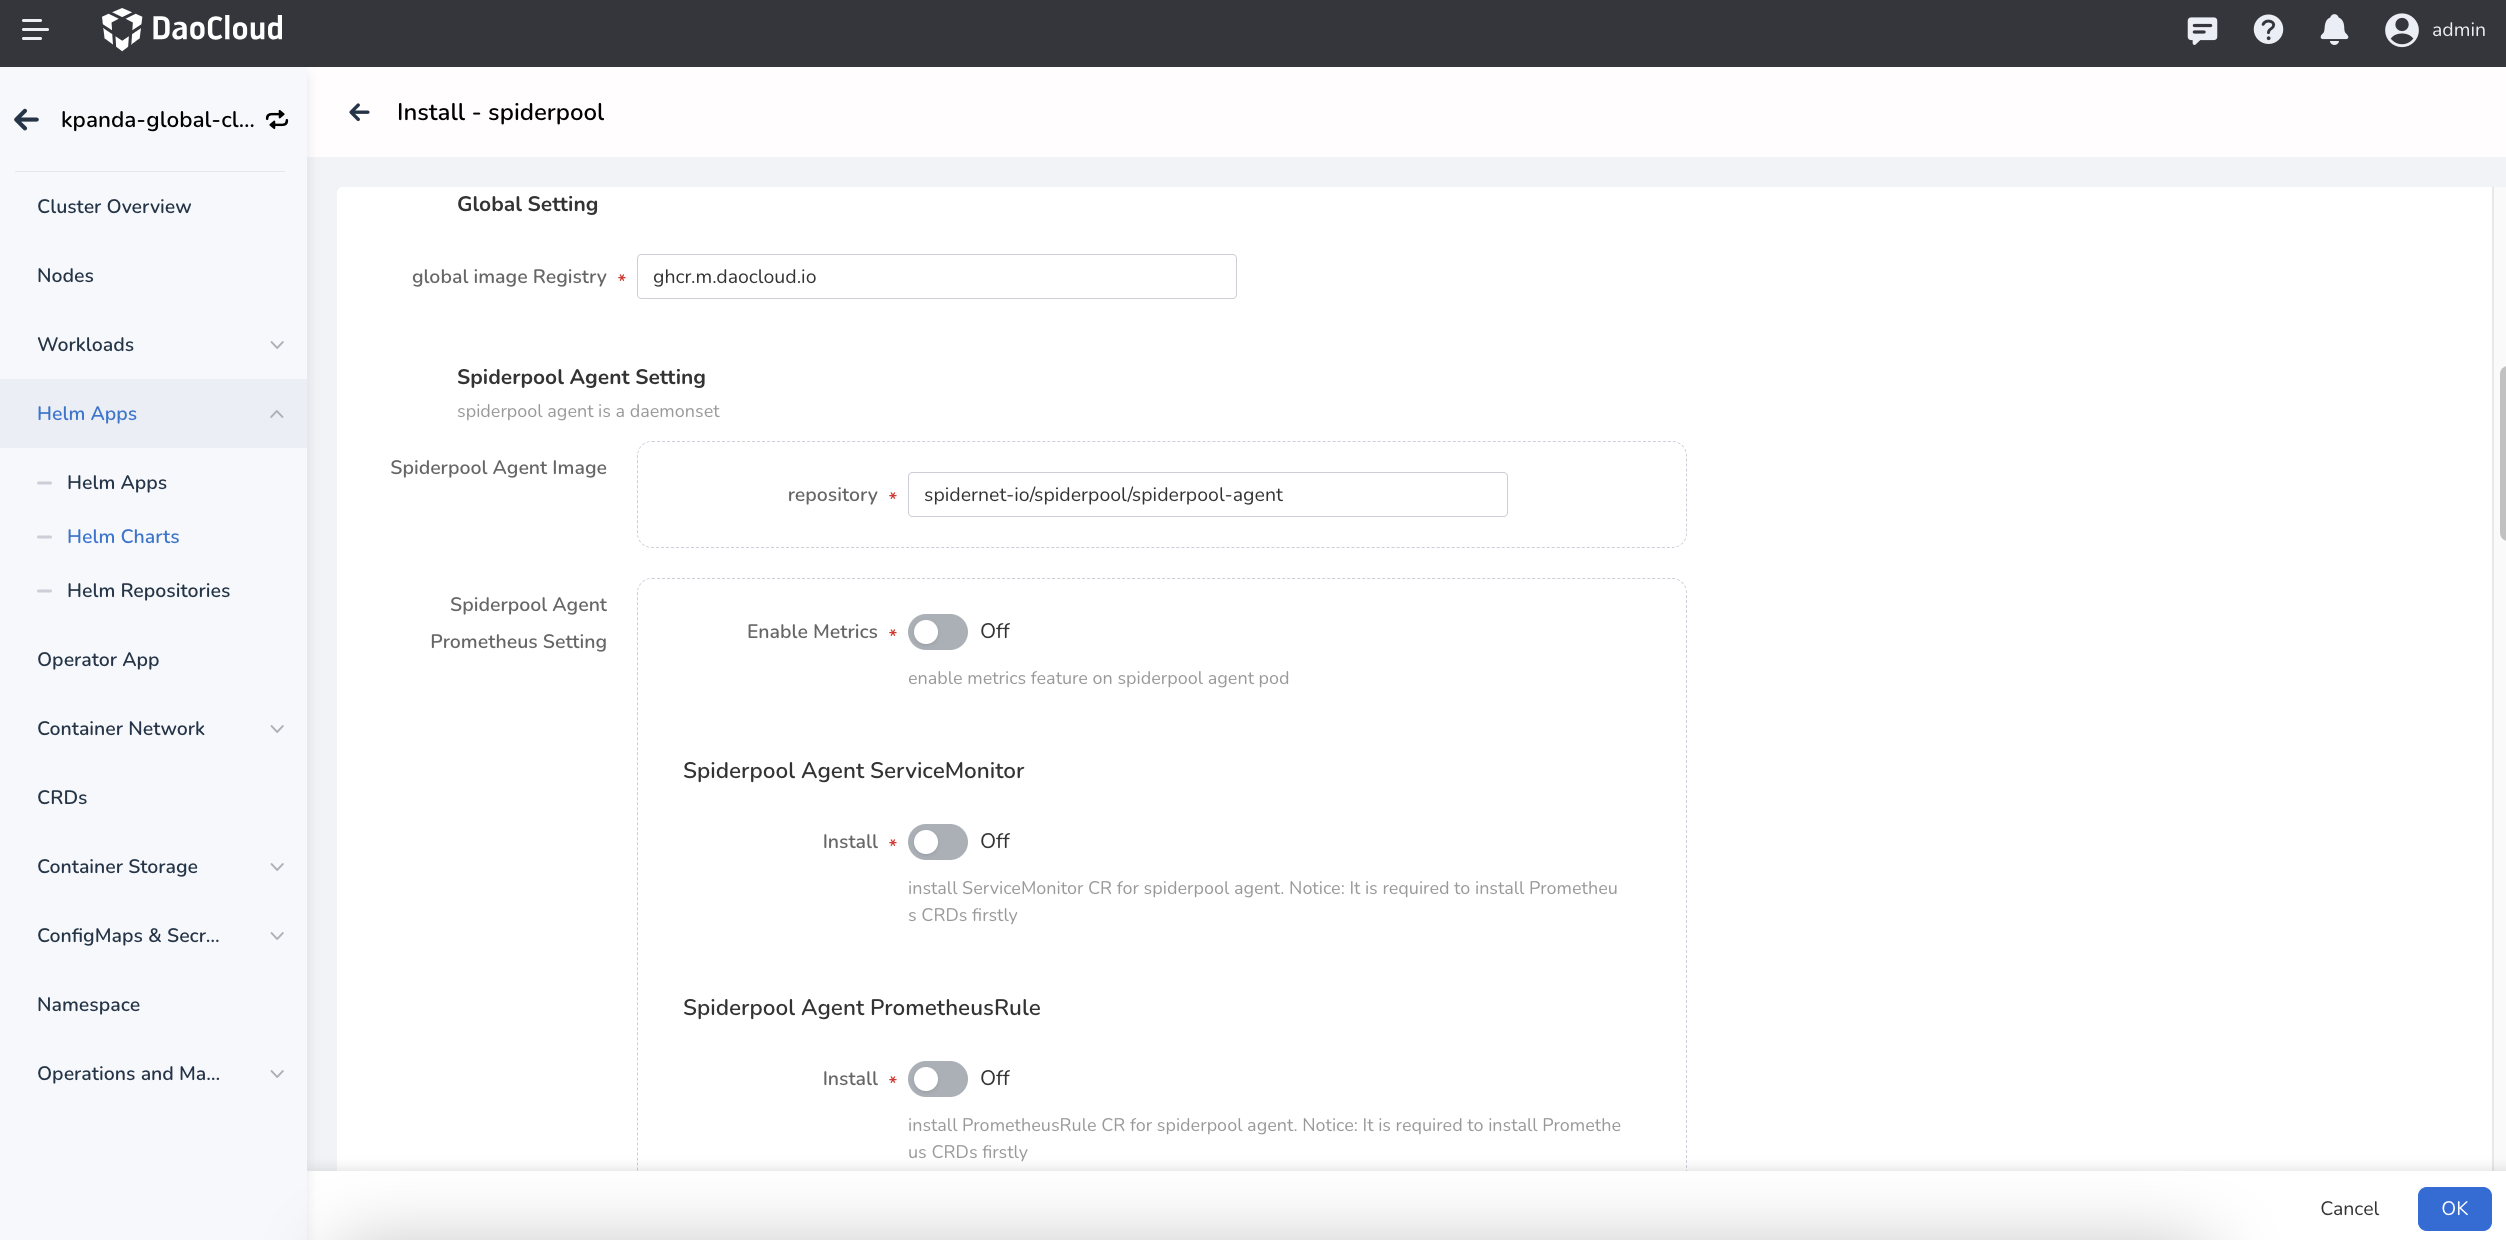 DaoCloud
admin
kpanda-global-cl...
Cluster Overview
Nodes
Workloads
Helm Apps
Helm Apps
Helm Charts
Helm Repositories
Operator App
Container Network
CRDs
Container Storage
ConfigMaps & Secr...
Namespace
Operations and Ma...
Install - spiderpool
Global Setting
global image Registry * ghcr.m.daocloud.io
Spiderpool Agent Setting
spiderpool agent is a daemonset
Spiderpool Agent Image
repository * spidernet-io/spiderpool/spiderpool-agent
Spiderpool Agent
Prometheus Setting
Enable Metrics * Off
enable metrics feature on spiderpool agent pod
Spiderpool Agent ServiceMonitor
Install * Off
install ServiceMonitor CR for spiderpool agent. Notice: It is required to install Prometheu
s CRDs firstly
Spiderpool Agent PrometheusRule
Install * Off
install PrometheusRule CR for spiderpool agent. Notice: It is required to install Promethe
us CRDs firstly
Cancel
OK